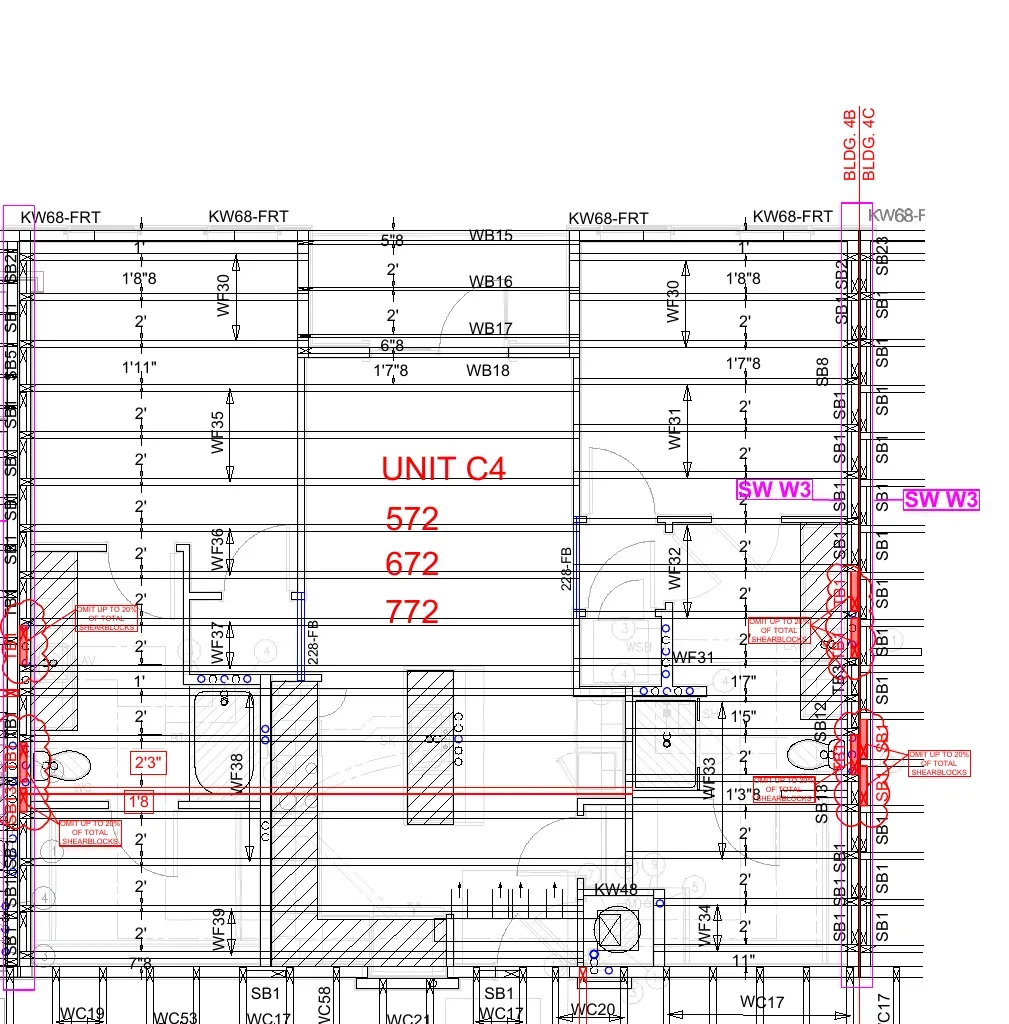 BLDG. 4B
BLDG. 4C
KW68-FRT
KW68-FRT
KW68-FRT
KW68-FRT
KW68-F
1'
5"8
WB15
1'
SB23
1'8"8
WF30
2'
WB16
WF30
1'8"8
SB2
2'
2'
WB17
2'
SB1
SB1
6"8
1'11"
1'7"8
WB18
1'7"8
SB8
SB1
2'
WF35
WF31
2'
SB1
SB1
2'
UNIT C4
2'
SB1
SB1
SW W3
SW W3
2'
572
2'
SB1
SB1
2'
WF36
672
228-FB
WF32
2'
SB1
SB1
2'
772
2'
OMIT UP TO 20%
OF TOTAL
SHEARBLOCKS
OMIT UP TO 20%
OF TOTAL
SHEARBLOCKS
2'
WF37
228-FB
WSB
WF31
2'
SB1
1'
1'7"
SB1
2'
1'5"
SB12
SB1
2'3"
WF38
WF33
2'
OMIT UP TO 20%
OF TOTAL
SHEARBLOCKS
1'8
1'3"8
OMIT UP TO 20%
OF TOTAL
SHEARBLOCKS
SB13
OMIT UP TO 20%
OF TOTAL
SHEARBLOCKS
2'
2'
SB1
SB1
2'
KW48
2'
SB1
SB1
2'
WF39
WF34
2'
SB1
SB1
7"8
11"
SB1
SB1
WC19
WC53
WC17
WC58
WC21
WC17
WC20
WC17
WC17